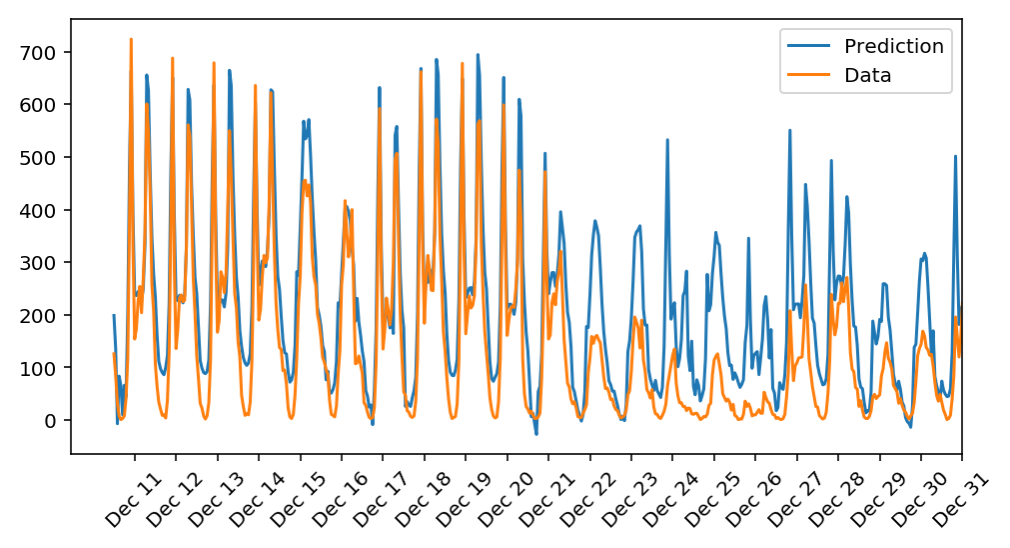 700
600
500
400
300
200
100
0
Prediction
Data
Dec 11
Dec 12
Dec 13
Dec 14
Dec 15
Dec 16
Dec 17
Dec 18
Dec 19
Dec 20
Dec 21
Dec 22
Dec 23
Dec 24
Dec 25
Dec 26
Dec 27
Dec 28
Dec 29
Dec 30
Dec 31